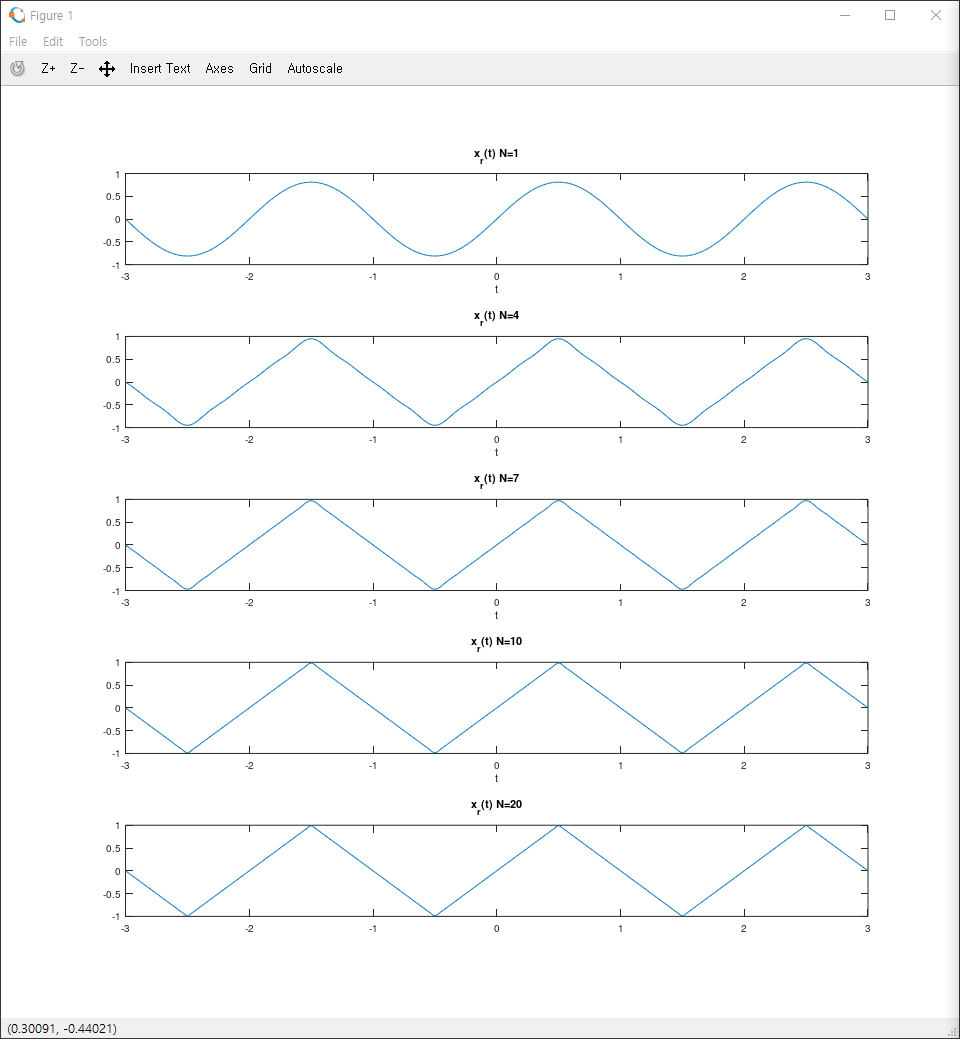 Figure 1
File Edit Tools
Z+ Z- Insert Text Axes Grid Autoscale
x_r(t) N=1
1
0.5
0
-0.5
-1
-3 -2 -1 0 1 2 3
t
x_r(t) N=4
1
0.5
0
-0.5
-1
-3 -2 -1 0 1 2 3
t
x_r(t) N=7
1
0.5
0
-0.5
-1
-3 -2 -1 0 1 2 3
t
x_r(t) N=10
1
0.5
0
-0.5
-1
-3 -2 -1 0 1 2 3
t
x_r(t) N=20
1
0.5
0
-0.5
-1
-3 -2 -1 0 1 2 3
(0.30091, -0.44021)